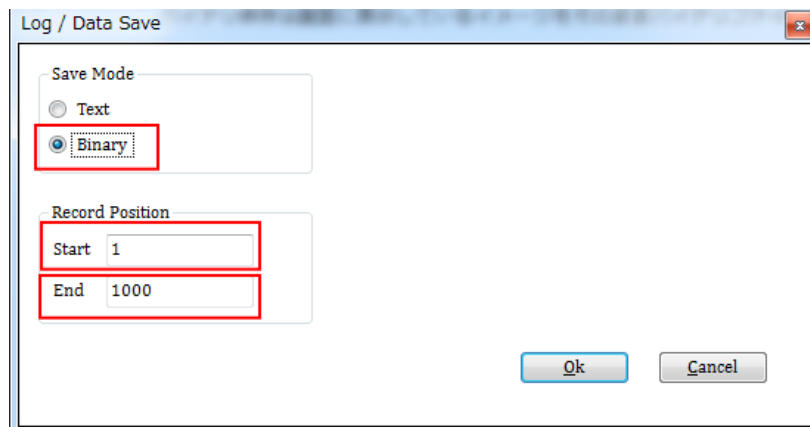 Log / Data Save
Save Mode
Text
Binary
Record Position
Start 1
End 1000
Ok Cancel